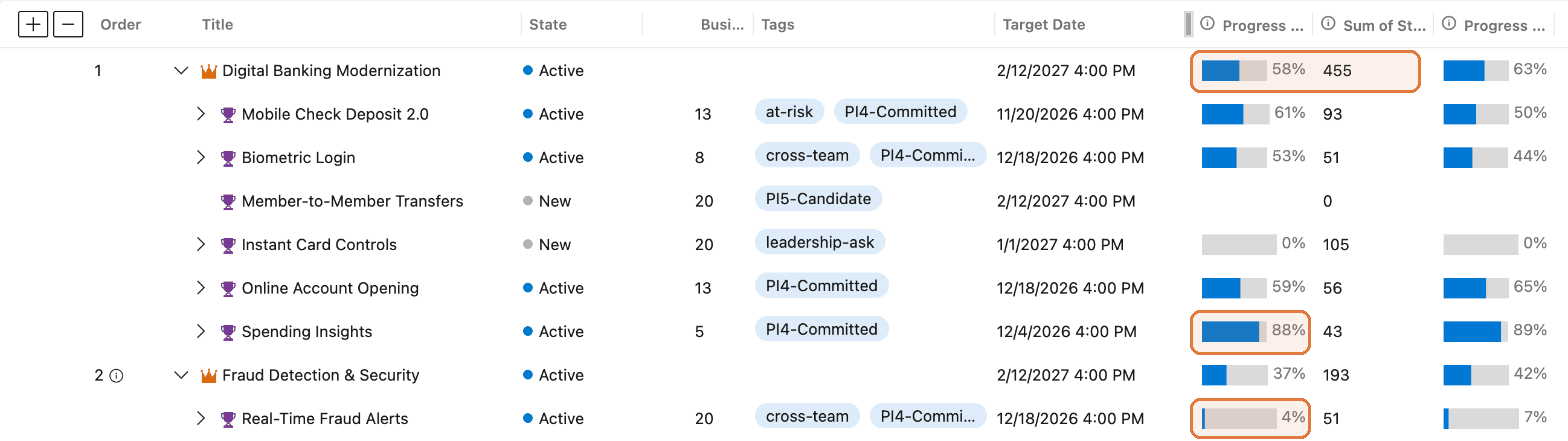 Order Title State Busi... Tags Target Date Progress ... Sum of St... Progress ...
1 Digital Banking Modernization Active 2/12/2027 4:00 PM 58% 455 63%
Mobile Check Deposit 2.0 Active 13 at-risk PI4-Committed 11/20/2026 4:00 PM 61% 93 50%
Biometric Login Active 8 cross-team PI4-Commi... 12/18/2026 4:00 PM 53% 51 44%
Member-to-Member Transfers New 20 PI5-Candidate 2/12/2027 4:00 PM 0
Instant Card Controls New 20 leadership-ask 1/1/2027 4:00 PM 0% 105 0%
Online Account Opening Active 13 PI4-Committed 12/18/2026 4:00 PM 59% 56 65%
Spending Insights Active 5 PI4-Committed 12/4/2026 4:00 PM 88% 43 89%
2 Fraud Detection & Security Active 2/12/2027 4:00 PM 37% 193 42%
Real-Time Fraud Alerts Active 20 cross-team PI4-Commi... 12/18/2026 4:00 PM 4% 51 7%